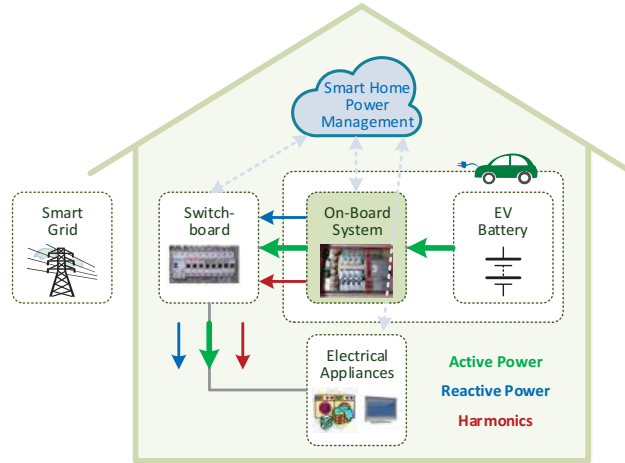 Smart Home
Power
Management
Smart
Grid
Switch-
board
On-Board
System
EV
Battery
Electrical
Appliances
Active Power
Reactive Power
Harmonics